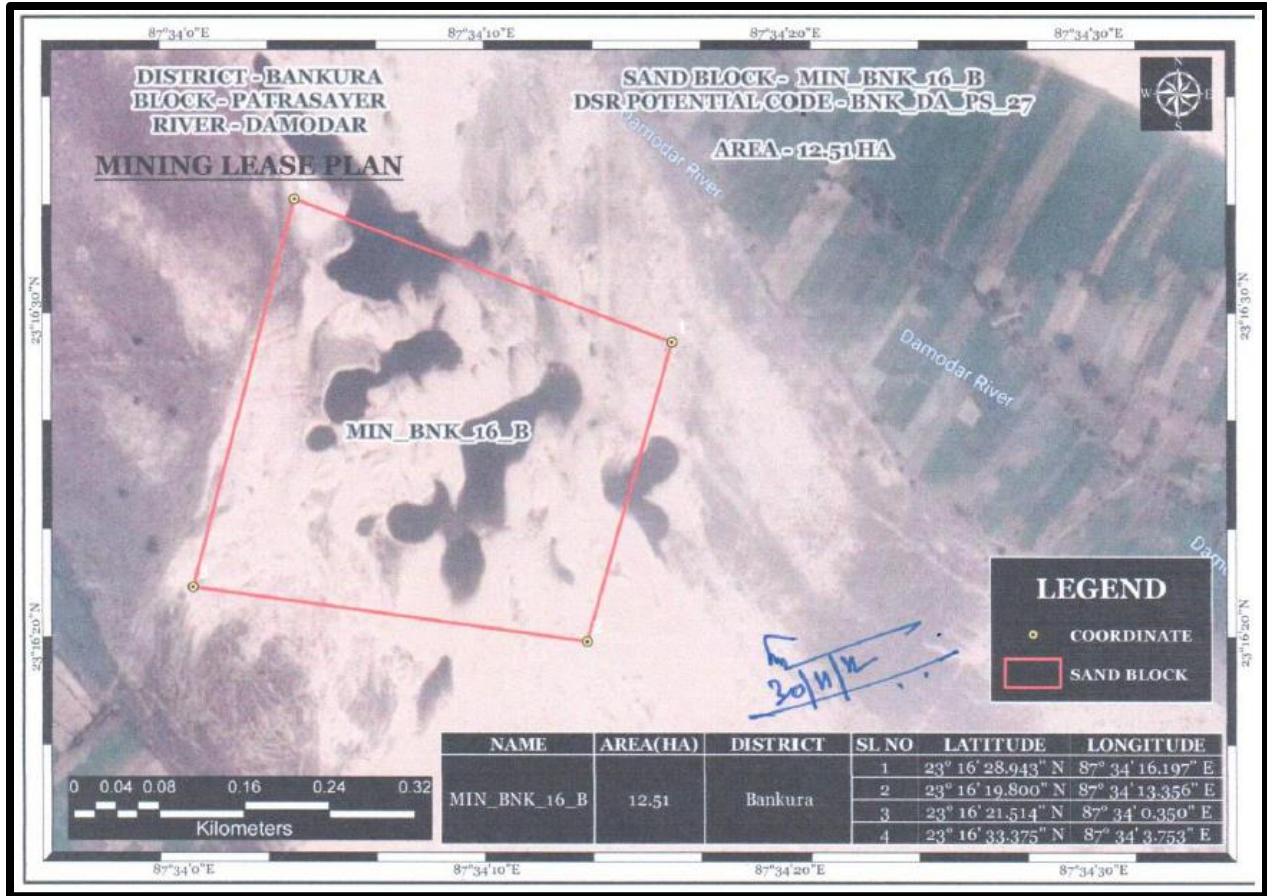 87°34'0"E 87°34'10"E 87°34'20"E 87°34'30"E
DISTRICT - BANKURA
BLOCK - PATRASAYER
RIVER - DAMODAR
MINING LEASE PLAN
SAND BLOCK - MIN_BNK_16_B
DSR POTENTIAL CODE - BNK_DA_PS_27
AREA - 12.51 HA
N
W E
S
Damodar River
23°16'30"N
23°16'30"N
Damodar River
1
MIN_BNK_16_B
23°16'20"N
23°16'20"N
LEGEND
COORDINATE
SAND BLOCK
0 0.04 0.08 0.16 0.24 0.32
Kilometers
NAME AREA(HA) DISTRICT SL NO LATITUDE LONGITUDE
MIN_BNK_16_B 12.51 Bankura
1 23° 16' 28.943" N 87° 34' 16.197" E
2 23° 16' 19.800" N 87° 34' 13.356" E
3 23° 16' 21.514" N 87° 34' 0.350" E
4 23° 16' 33.375" N 87° 34' 3.753" E
87°34'0"E 87°34'10"E 87°34'20"E 87°34'30"E